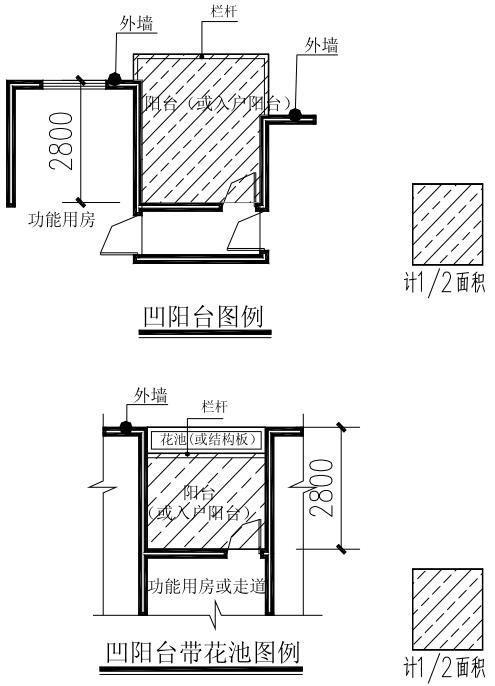 栏杆
外墙
外墙
阳台（或入户阳台）
2800
功能用房
计1/2面积
凹阳台图例
外墙
栏杆
花池(或结构板)
阳台
（或入户阳台）
2800
功能用房或走道
计1/2面积
凹阳台带花池图例